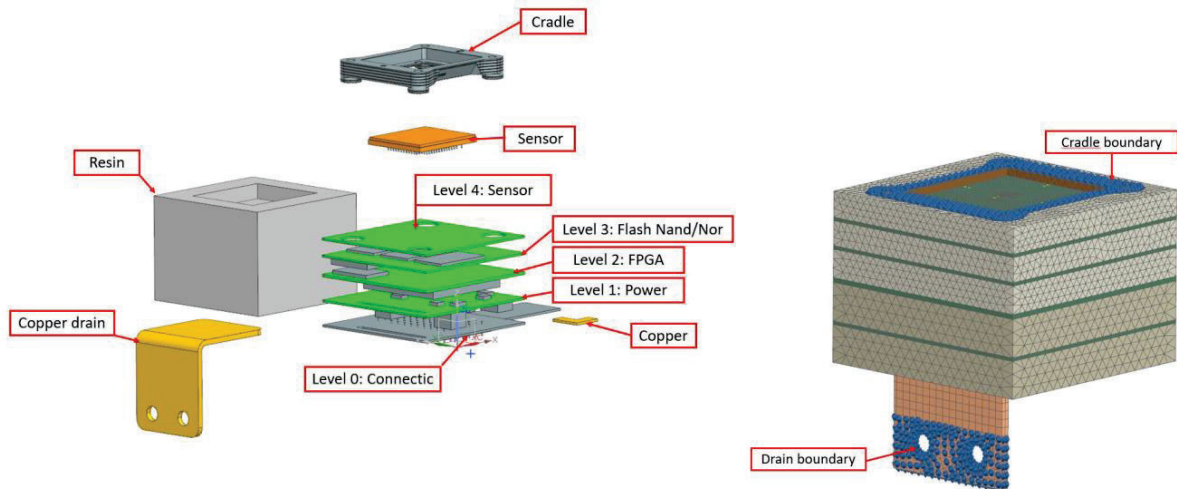 Cradle
Sensor
Resin
Level 4: Sensor
Level 3: Flash Nand/Nor
Level 2: FPGA
Level 1: Power
Copper drain
Copper
Level 0: Connectic
x
Cradle boundary
Drain boundary